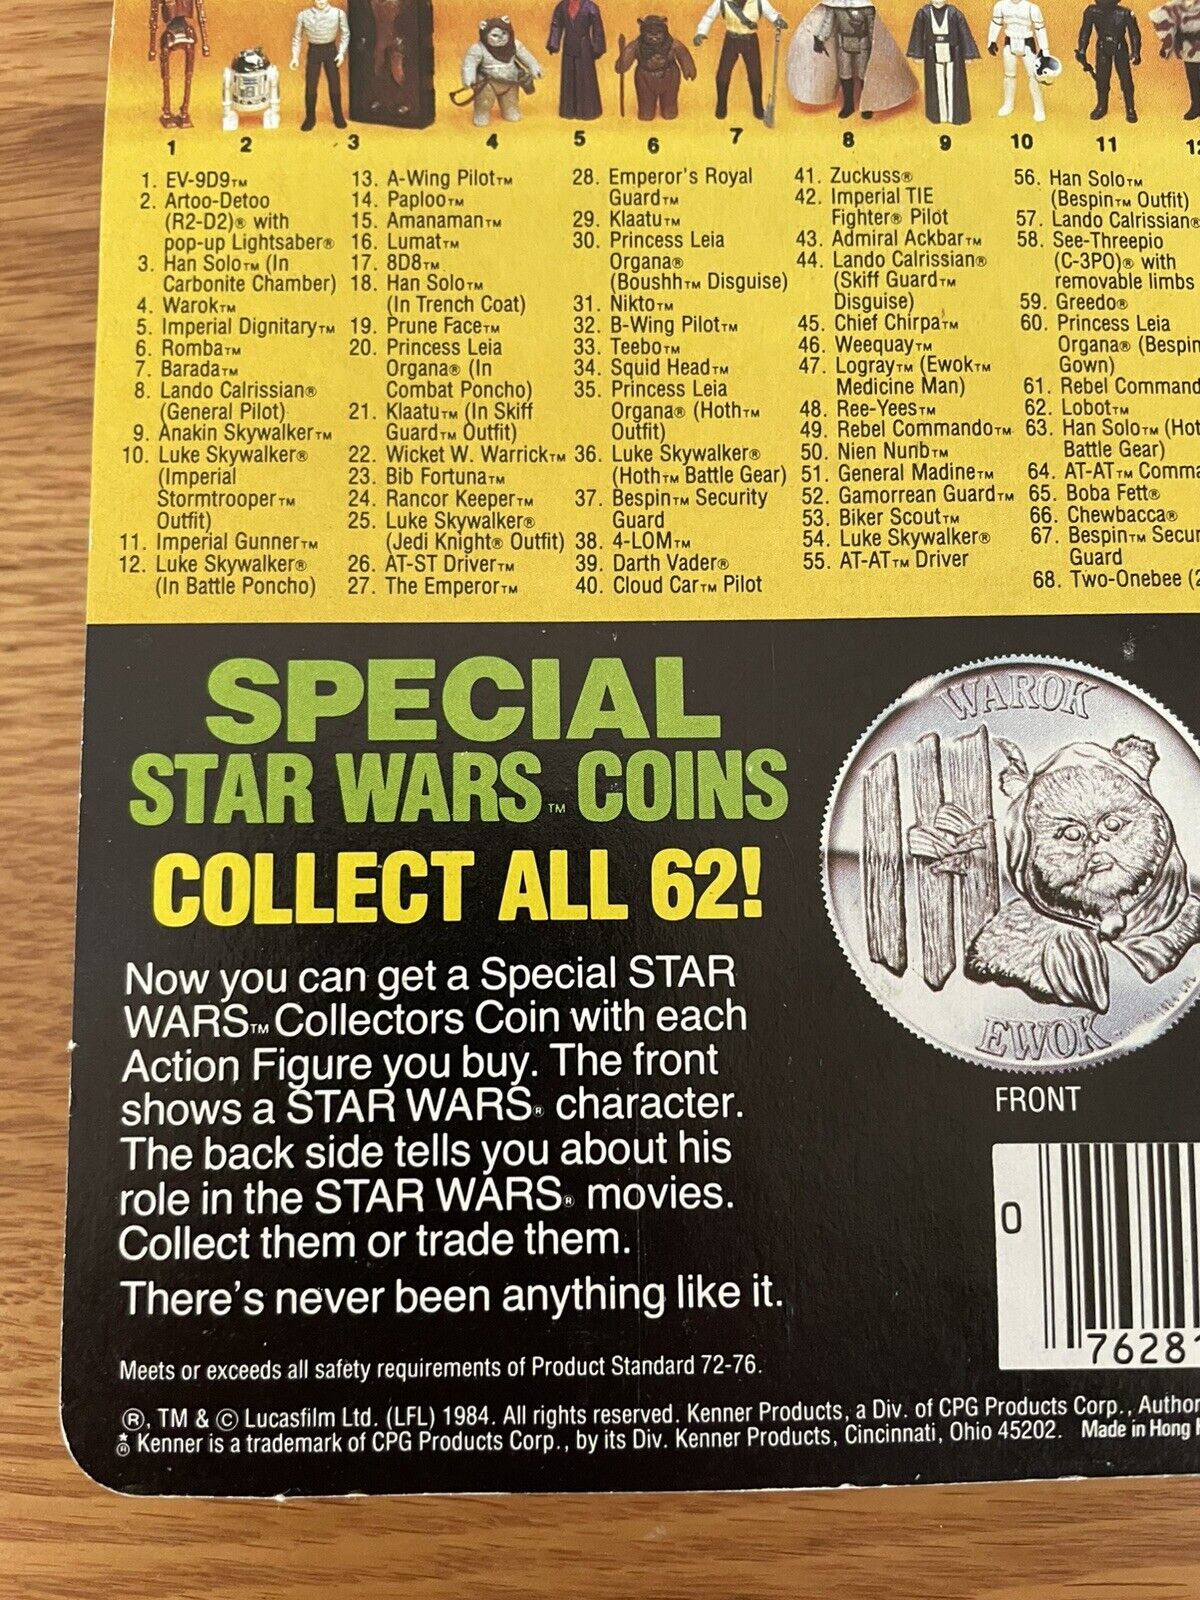 1 2 3 4 5 6 7 8 9 10 11
1. EV-9D9™
2. Artoo-Detoo
(R2-D2)® with
pop-up Lightsaber®
3. Han Solo™ (In
Carbonite Chamber)
4. Warok™
5. Imperial Dignitary™
6. Romba™
7. Barada™
8. Lando Calrissian®
(General Pilot)
9. Anakin Skywalker™
10. Luke Skywalker®
(Imperial
Stormtrooper™
Outfit)
11. Imperial Gunner™
12. Luke Skywalker®
(In Battle Poncho)
13. A-Wing Pilot™
14. Paploo™
15. Amanaman™
16. Lumat™
17. 8D8™
18. Han Solo™
(In Trench Coat)
19. Prune Face™
20. Princess Leia
Organa® (In
Combat Poncho)
21. Klaatu™ (In Skiff
Guard™ Outfit)
22. Wicket W. Warrick™
23. Bib Fortuna™
24. Rancor Keeper™
25. Luke Skywalker®
(Jedi Knight® Outfit)
26. AT-ST Driver™
27. The Emperor™
28. Emperor's Royal
Guard™
29. Klaatu™
30. Princess Leia
Organa®
(Boushh™ Disguise)
31. Nikto™
32. B-Wing Pilot™
33. Teebo™
34. Squid Head™
35. Princess Leia
Organa® (Hoth™
Outfit)
36. Luke Skywalker®
(Hoth™ Battle Gear)
37. Bespin™ Security
Guard
38. 4-LOM™
39. Darth Vader®
40. Cloud Car™ Pilot
41. Zuckuss®
42. Imperial TIE
Fighter® Pilot
43. Admiral Ackbar™
44. Lando Calrissian®
(Skiff Guard™
Disguise)
45. Chief Chirpa™
46. Weequay™
47. Logray™ (Ewok™
Medicine Man)
48. Ree-Yees™
49. Rebel Commando™
50. Nien Nunb™
51. General Madine™
52. Gamorrean Guard™
53. Biker Scout™
54. Luke Skywalker®
55. AT-AT™ Driver
56. Han Solo™
(Bespin™ Outfit)
57. Lando Calrissian®
58. See-Threepio
(C-3PO)® with
removable limbs
59. Greedo®
60. Princess Leia
Organa® (Bespin
Gown)
61. Rebel Command
62. Lobot™
63. Han Solo™ (Hot
Battle Gear)
64. AT-AT™ Comma
65. Boba Fett®
66. Chewbacca®
67. Bespin™ Secur
Guard
68. Two-Onebee (2
SPECIAL
STAR WARS™ COINS
COLLECT ALL 62!
Now you can get a Special STAR
WARS™ Collectors Coin with each
Action Figure you buy. The front
shows a STAR WARS® character.
The back side tells you about his
role in the STAR WARS® movies.
Collect them or trade them.
There's never been anything like it.
WAROK
EWOK
FRONT
0 7628
Meets or exceeds all safety requirements of Product Standard 72-76.
®, TM & © Lucasfilm Ltd. (LFL) 1984. All rights reserved. Kenner Products, a Div. of CPG Products Corp., Author
Kenner is a trademark of CPG Products Corp., by its Div. Kenner Products, Cincinnati, Ohio 45202. Made in Hong